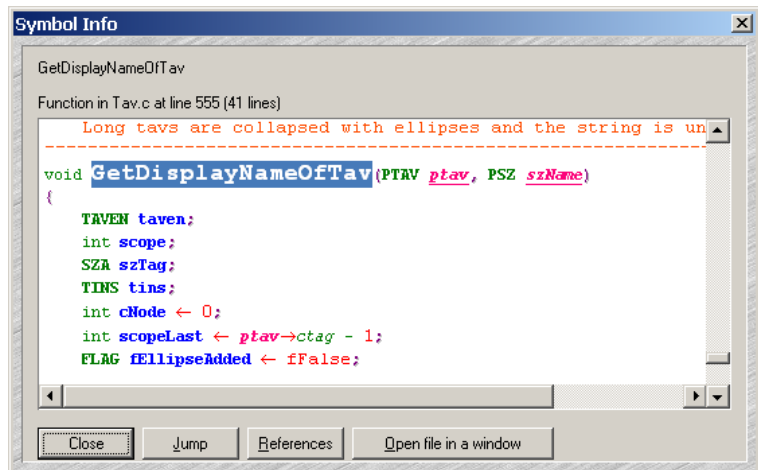 Symbol Info
GetDisplayNameOfTav
Function in Tav.c at line 555 (41 lines)
Long tavs are collapsed with ellipses and the string is un
------------------------------------------------------------
void GetDisplayNameOfTav(PTAV ptav, PSZ szName)
{
TAVEN taven;
int scope;
SZA szTag;
TINS tins;
int cNode ← 0;
int scopeLast ← ptav→ctag - 1;
FLAG fEllipseAdded ← fFalse;
Close Jump References Open file in a window